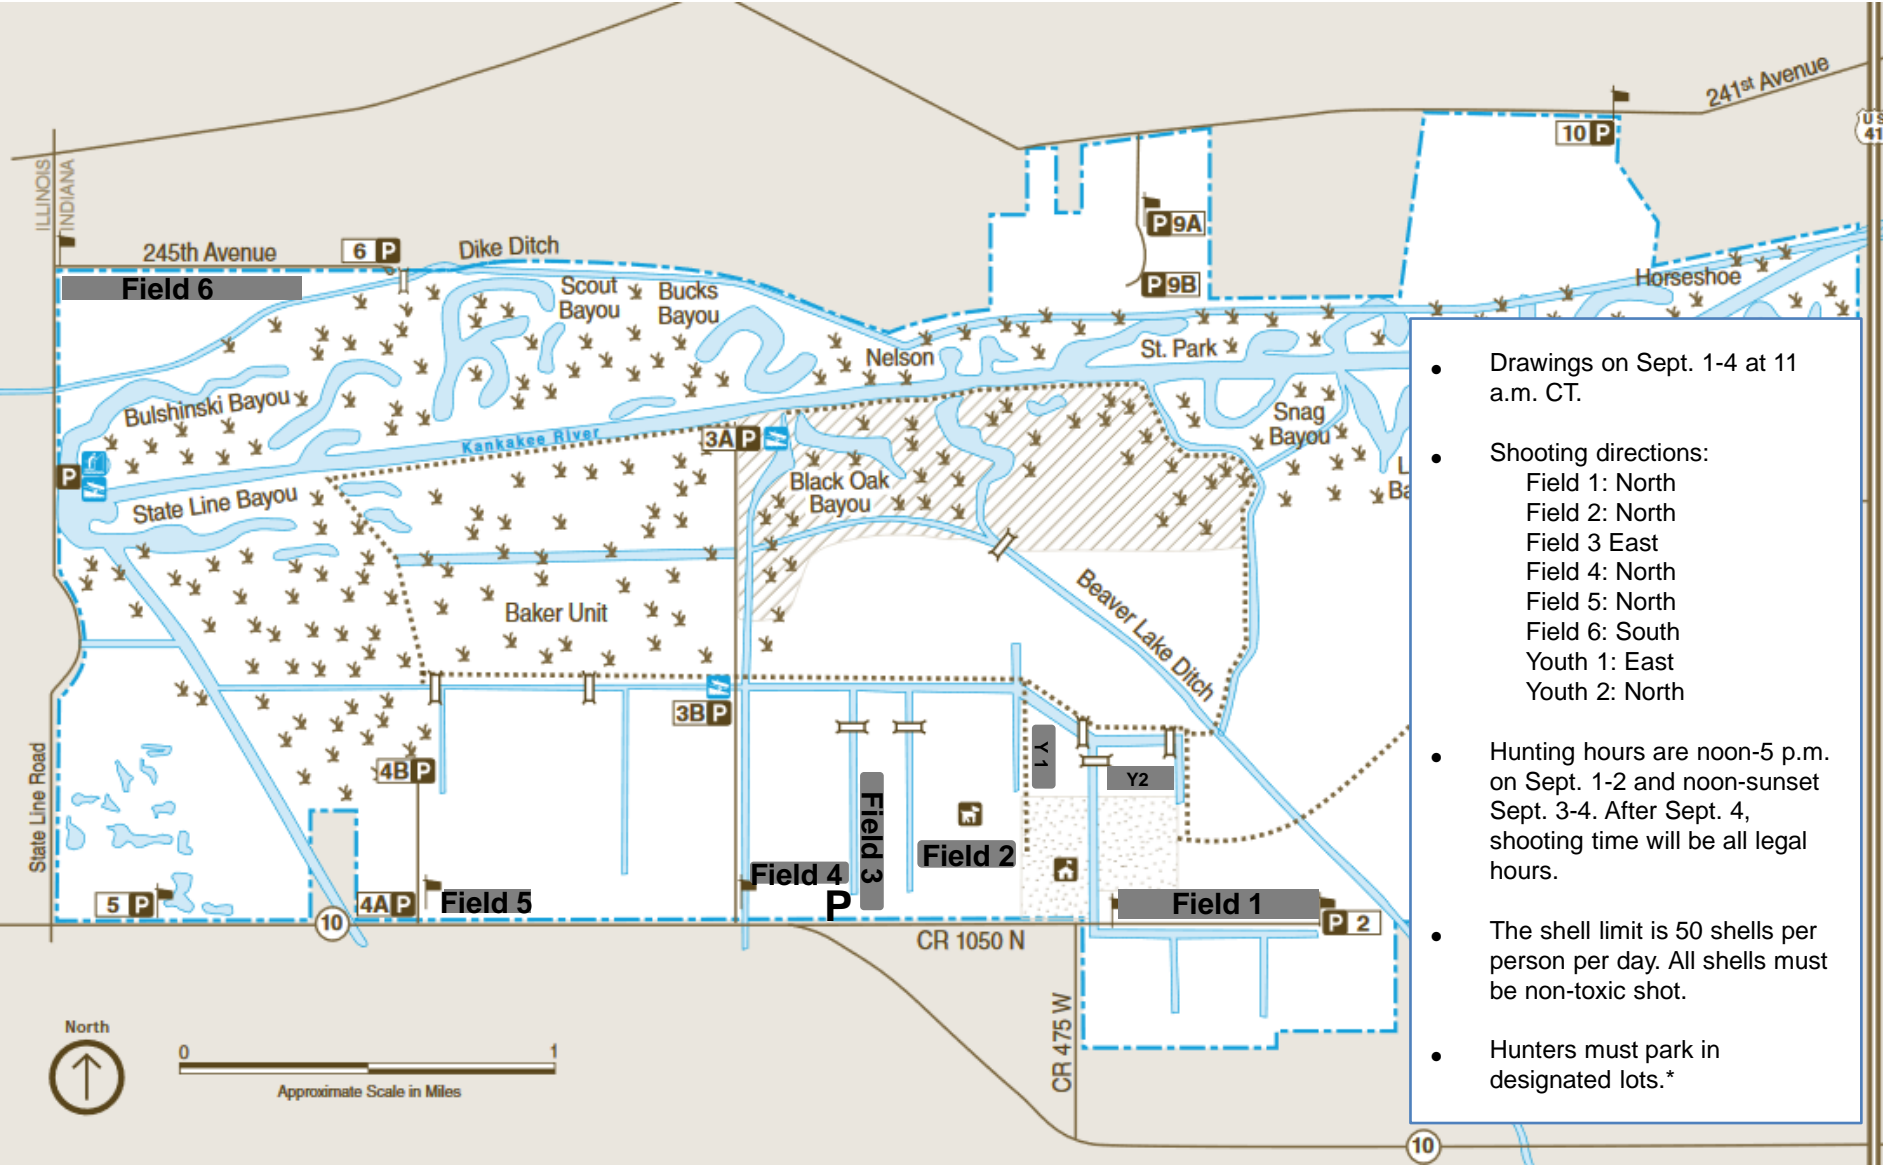 241st Avenue
10 P
U S
41
ILLINOIS
INDIANA
P 9A
245th Avenue
6 P
Dike Ditch
P 9B
Field 6
Scout
Bayou
Bucks
Bayou
Horseshoe
Nelson
St. Park
Bulshinski Bayou
Kankakee River
3A P
Snag
Bayou
P
State Line Bayou
Black Oak
Bayou
Baker Unit
Beaver Lake Ditch
3B P
Y 1
Y2
4B P
State Line Road
Field 3
Field 2
Field 4
5 P
4A P
Field 5
P
Field 1
P 2
10
CR 1050 N
CR 475 W
North
0 1
Approximate Scale in Miles
10
• Drawings on Sept. 1-4 at 11
a.m. CT.
• Shooting directions:
Field 1: North
Field 2: North
Field 3 East
Field 4: North
Field 5: North
Field 6: South
Youth 1: East
Youth 2: North
• Hunting hours are noon-5 p.m.
on Sept. 1-2 and noon-sunset
Sept. 3-4. After Sept. 4,
shooting time will be all legal
hours.
• The shell limit is 50 shells per
person per day. All shells must
be non-toxic shot.
• Hunters must park in
designated lots.*